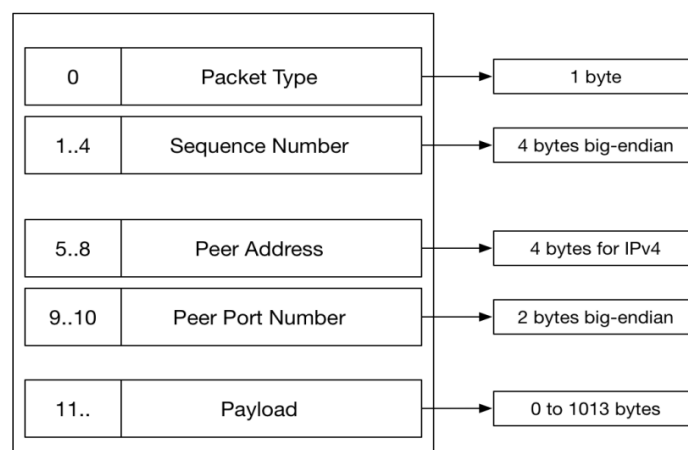 0 Packet Type 1 byte
1..4 Sequence Number 4 bytes big-endian
5..8 Peer Address 4 bytes for IPv4
9..10 Peer Port Number 2 bytes big-endian
11.. Payload 0 to 1013 bytes